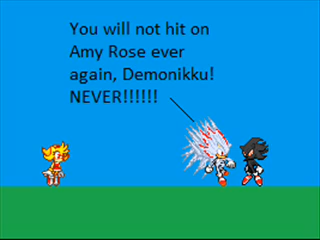 You will not hit on
Amy Rose ever
again, Demonikku!
NEVER!!!!!!